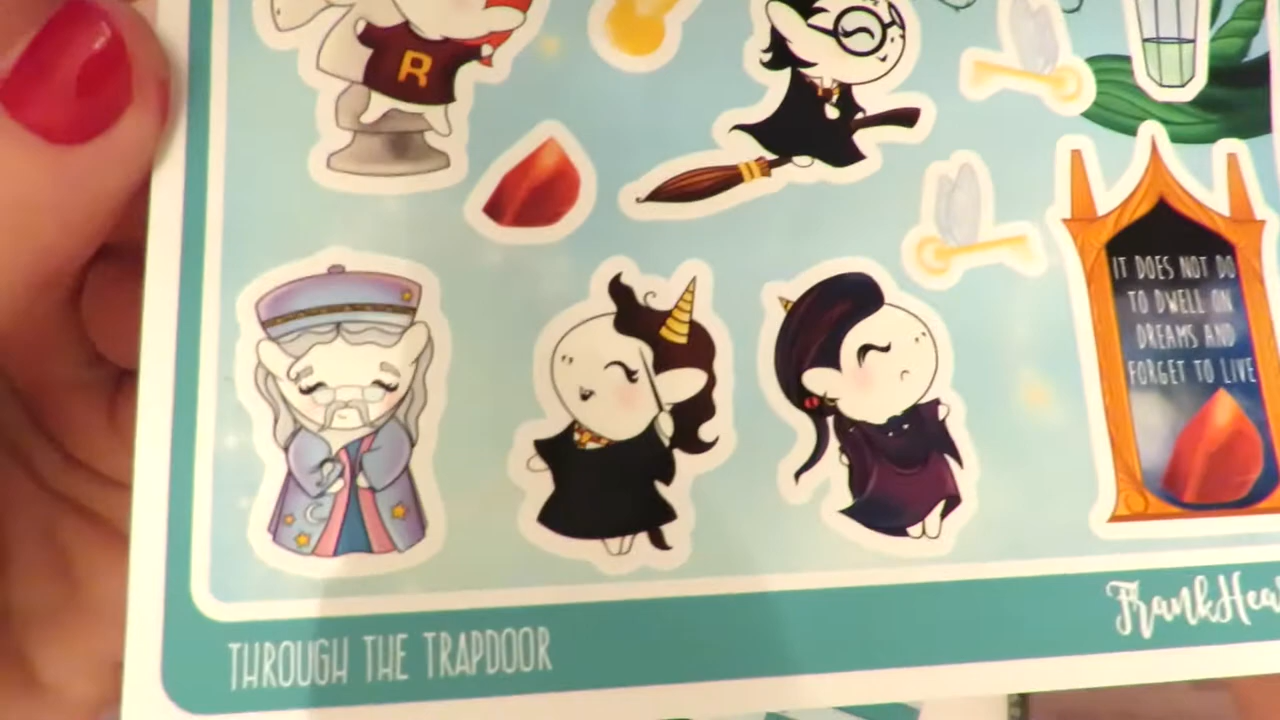 R
IT DOES NOT DO
TO DWELL ON
DREAMS AND
FORGET TO LIVE
THROUGH THE TRAPDOOR